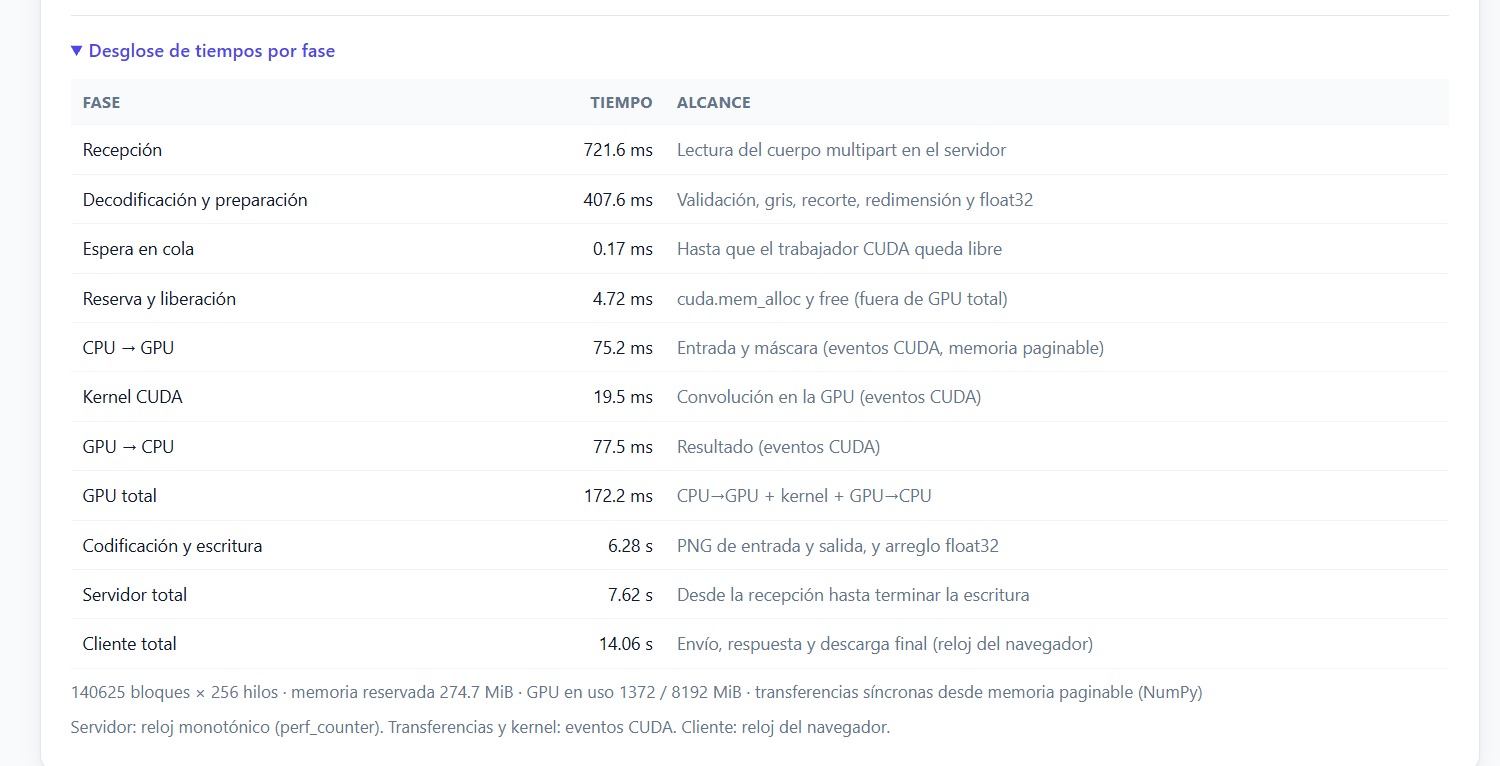 ▼ Desglose de tiempos por fase
FASE TIEMPO ALCANCE
Recepción 721.6 ms Lectura del cuerpo multipart en el servidor
Decodificación y preparación 407.6 ms Validación, gris, recorte, redimensión y float32
Espera en cola 0.17 ms Hasta que el trabajador CUDA queda libre
Reserva y liberación 4.72 ms cuda.mem_alloc y free (fuera de GPU total)
CPU → GPU 75.2 ms Entrada y máscara (eventos CUDA, memoria paginable)
Kernel CUDA 19.5 ms Convolución en la GPU (eventos CUDA)
GPU → CPU 77.5 ms Resultado (eventos CUDA)
GPU total 172.2 ms CPU→GPU + kernel + GPU→CPU
Codificación y escritura 6.28 s PNG de entrada y salida, y arreglo float32
Servidor total 7.62 s Desde la recepción hasta terminar la escritura
Cliente total 14.06 s Envío, respuesta y descarga final (reloj del navegador)
140625 bloques × 256 hilos · memoria reservada 274.7 MiB · GPU en uso 1372 / 8192 MiB · transferencias síncronas desde memoria paginable (NumPy)
Servidor: reloj monotónico (perf_counter). Transferencias y kernel: eventos CUDA. Cliente: reloj del navegador.